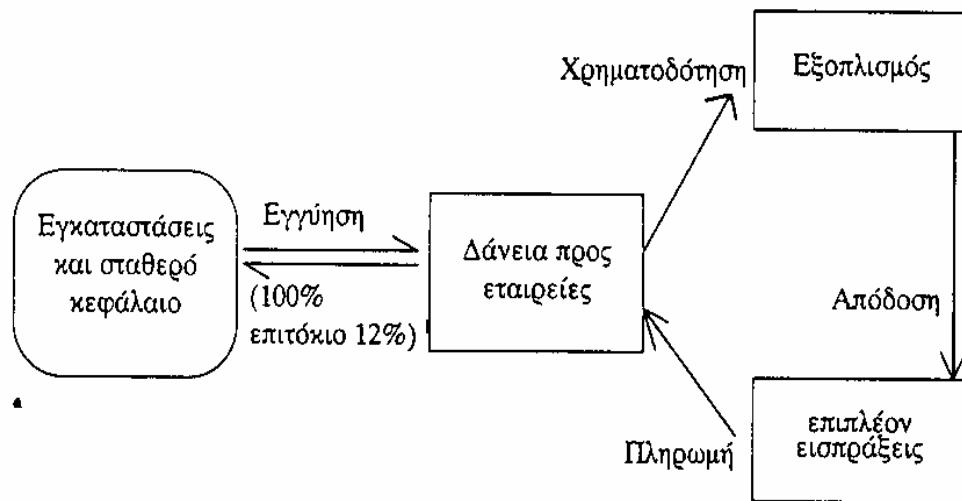 Χρηματοδότηση
Εξοπλισμός
Εγκαταστάσεις
και σταθερό
κεφάλαιο
Εγγύηση
(100%
επιτόκιο 12%)
Δάνεια προς
εταιρείες
Απόδοση
Πληρωμή
επιπλέον
εισπράξεις